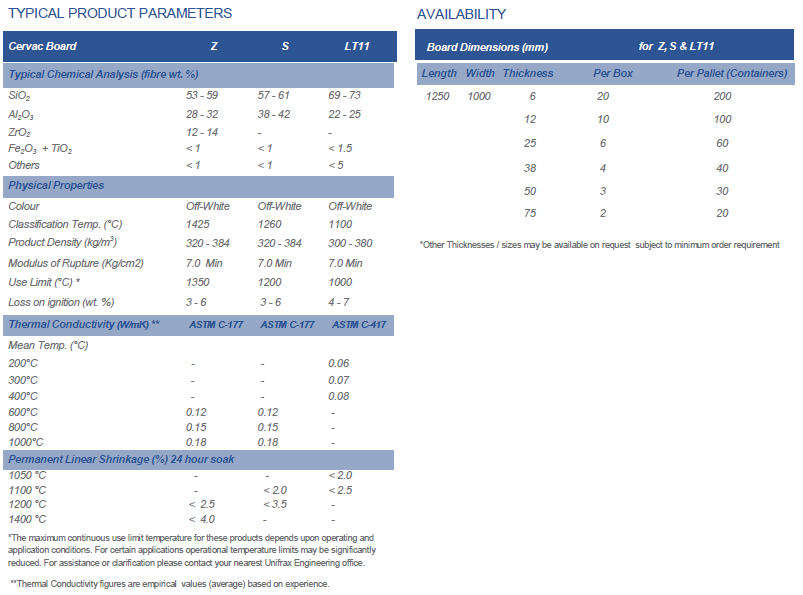 TYPICAL PRODUCT PARAMETERS
Cervac Board Z S LT11
Typical Chemical Analysis (fibre wt. %)
SiO₂ 53 - 59 57 - 61 69 - 73
Al₂O₃ 28 - 32 38 - 42 22 - 25
ZrO₂ 12 - 14 - -
Fe₂O₃ + TiO₂ < 1 < 1 < 1.5
Others < 1 < 1 < 5
Physical Properties
Colour Off-White Off-White Off-White
Classification Temp. (°C) 1425 1260 1100
Product Density (kg/m³) 320 - 384 320 - 384 300 - 380
Modulus of Rupture (Kg/cm2) 7.0 Min 7.0 Min 7.0 Min
Use Limit (°C) * 1350 1200 1000
Loss on ignition (wt. %) 3 - 6 3 - 6 4 - 7
Thermal Conductivity (W/mK) ** ASTM C-177 ASTM C-177 ASTM C-417
Mean Temp. (°C)
200°C - - 0.06
300°C - - 0.07
400°C - - 0.08
600°C 0.12 0.12 -
800°C 0.15 0.15 -
1000°C 0.18 0.18 -
Permanent Linear Shrinkage (%) 24 hour soak
1050 °C - - < 2.0
1100 °C - < 2.0 < 2.5
1200 °C < 2.5 < 3.5 -
1400 °C < 4.0 - -
*The maximum continuous use limit temperature for these products depends upon operating and
application conditions. For certain applications operational temperature limits may be significantly
reduced. For assistance or clarification please contact your nearest Unifrax Engineering office.
**Thermal Conductivity figures are empirical values (average) based on experience.
AVAILABILITY
Board Dimensions (mm) for Z, S & LT11
Length Width Thickness Per Box Per Pallet (Containers)
1250 1000 6 20 200
12 10 100
25 6 60
38 4 40
50 3 30
75 2 20
*Other Thicknesses / sizes may be available on request subject to minimum order requirement